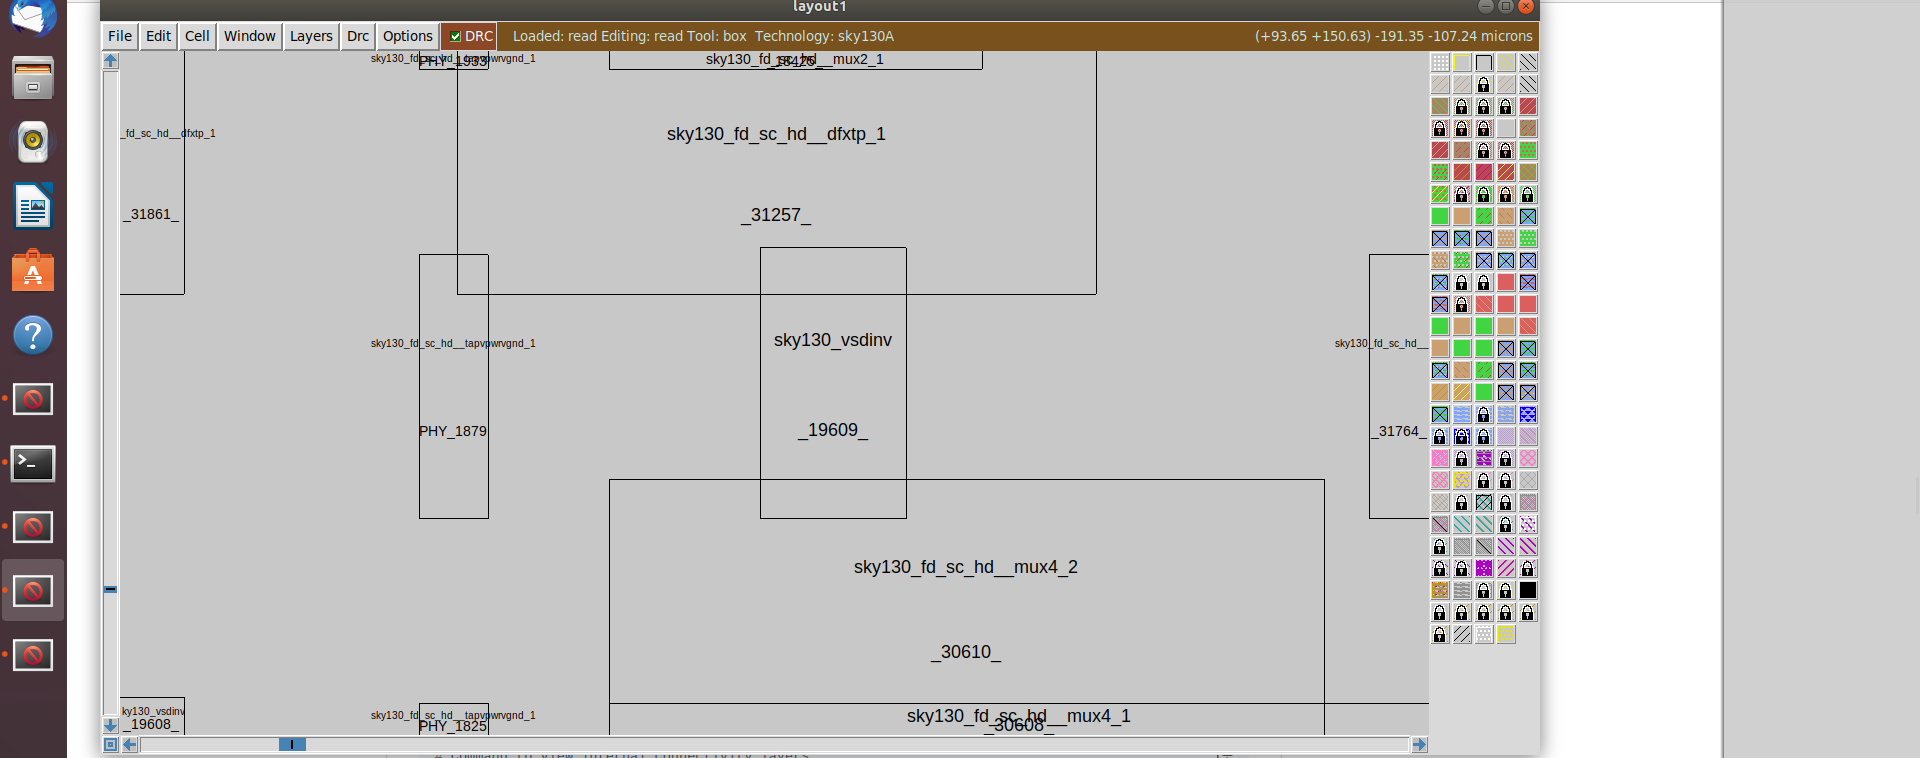 layout1
File Edit Cell Window Layers Drc Options DRC Loaded: read Editing: read Tool: box Technology: sky130A (+93.65 +150.63) -191.35 -107.24 microns
sky130_fd_sc_hd__tapvpwrvgnd_1
PHY_1933
sky130_fd_sc_hd__mux2_1
_fd_sc_hd__dfxtp_1
sky130_fd_sc_hd__dfxtp_1
_31861_
_31257_
sky130_fd_sc_hd__tapvpwrvgnd_1
sky130_vsdinv
sky130_fd_sc_hd__
PHY_1879
_19609_
_31764_
sky130_fd_sc_hd__mux4_2
_30610_
ky130_vsdinv
_19608_
sky130_fd_sc_hd__tapvpwrvgnd_1
PHY_1825
sky130_fd_sc_hd__mux4_1
_30608_